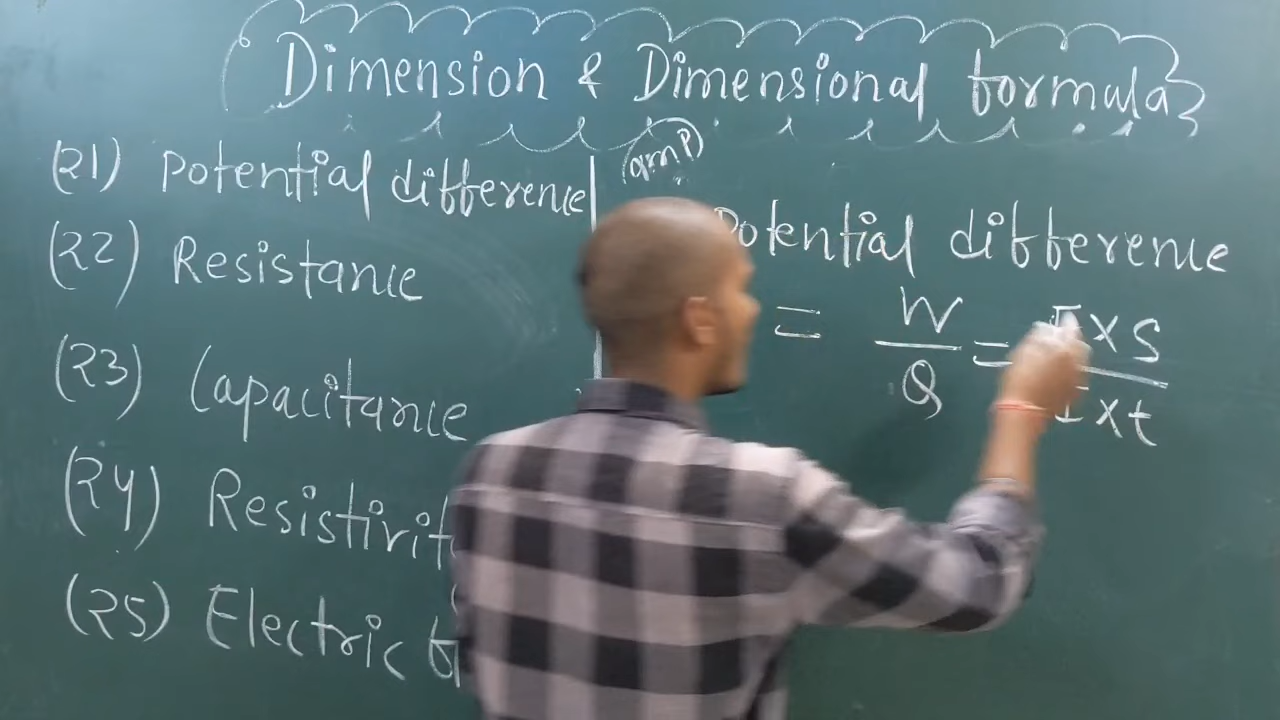 Dimension & Dimensional formula
(21) Potential difference
(22) Resistance
(23) Capacitance
(24) Resistivit
(25) Electric
(amp)
Potential difference
= W/Q = F×S/I×t